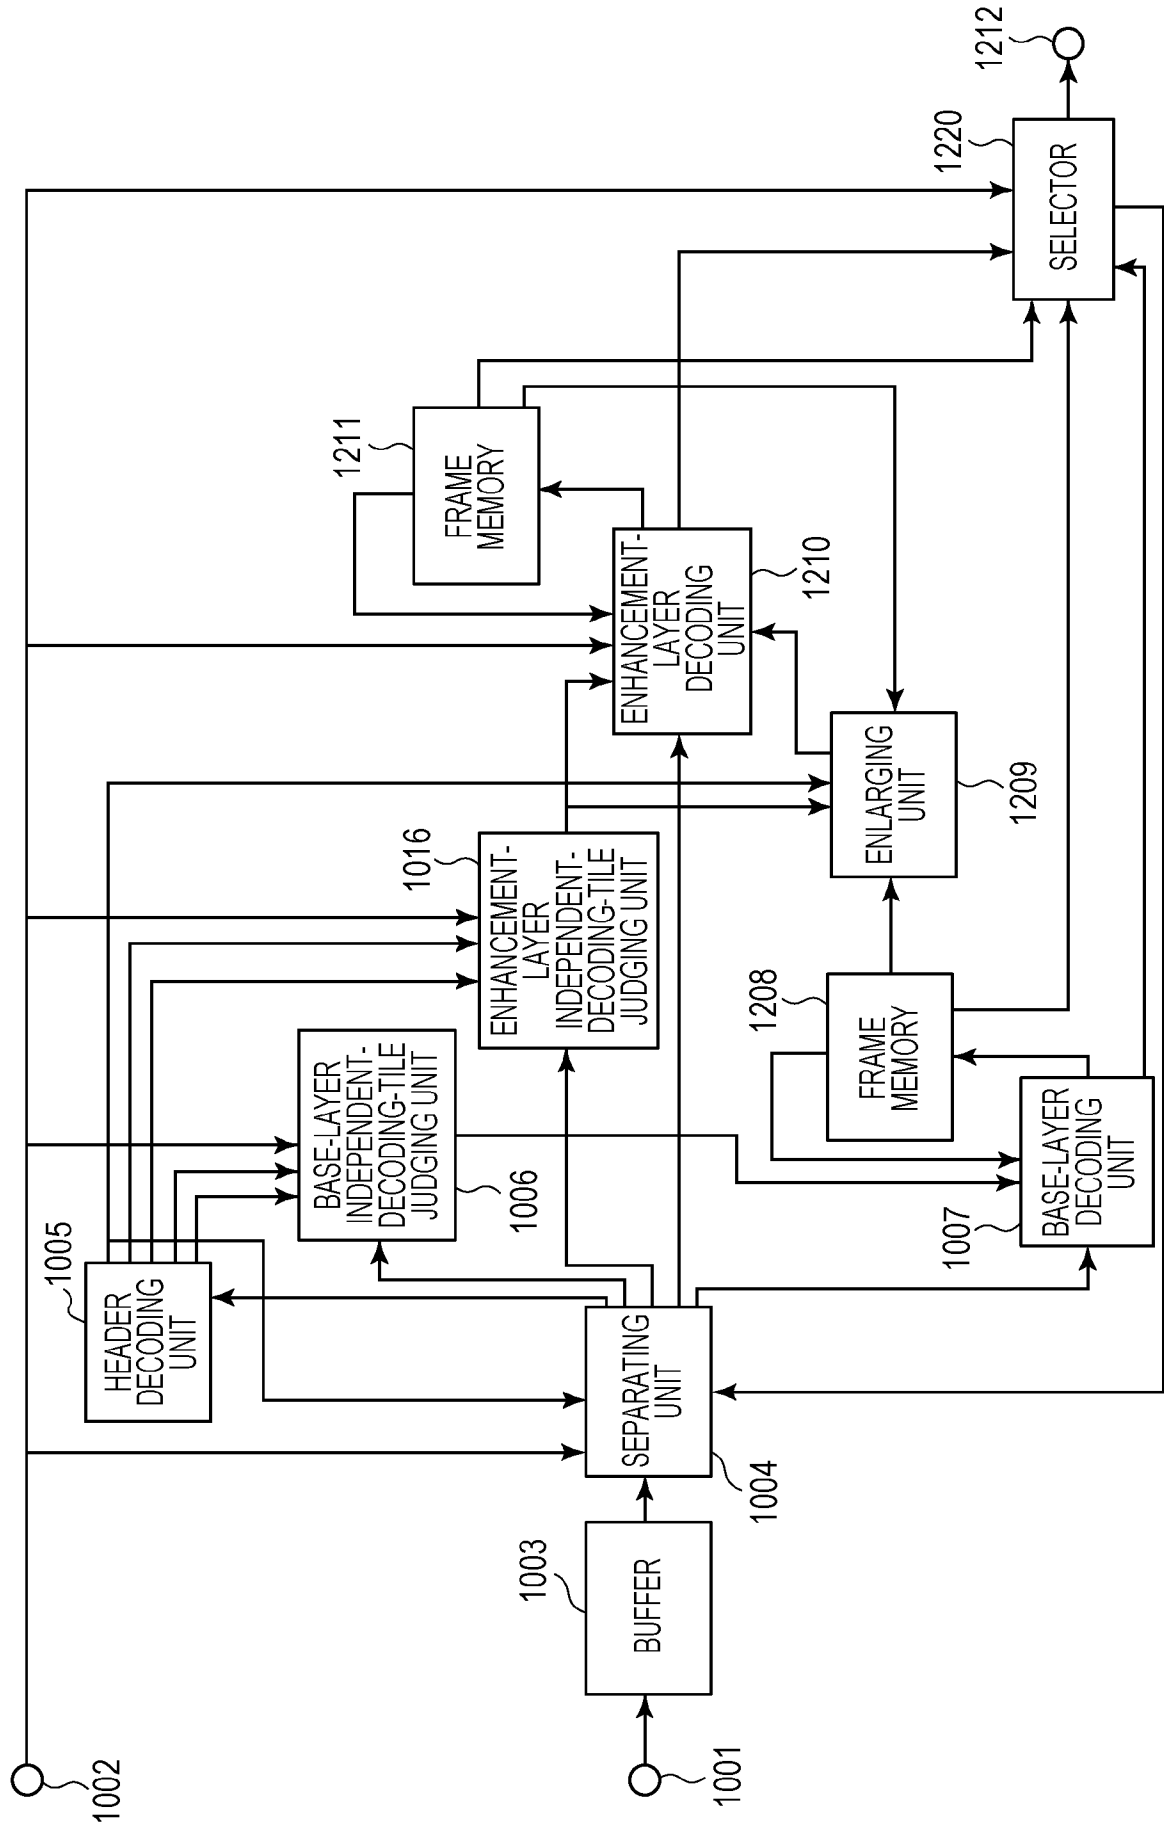 1002
1001
BUFFER
1003
SEPARATING
UNIT
1004
HEADER
DECODING
UNIT
1005
BASE-LAYER
INDEPENDENT-
DECODING-TILE
JUDGING UNIT
1006
ENHANCEMENT-
LAYER
INDEPENDENT-
DECODING-TILE
JUDGING UNIT
1016
BASE-LAYER
DECODING
UNIT
1007
FRAME
MEMORY
1208
ENLARGING
UNIT
1209
ENHANCEMENT-
LAYER
DECODING
UNIT
1210
FRAME
MEMORY
1211
SELECTOR
1220
1212